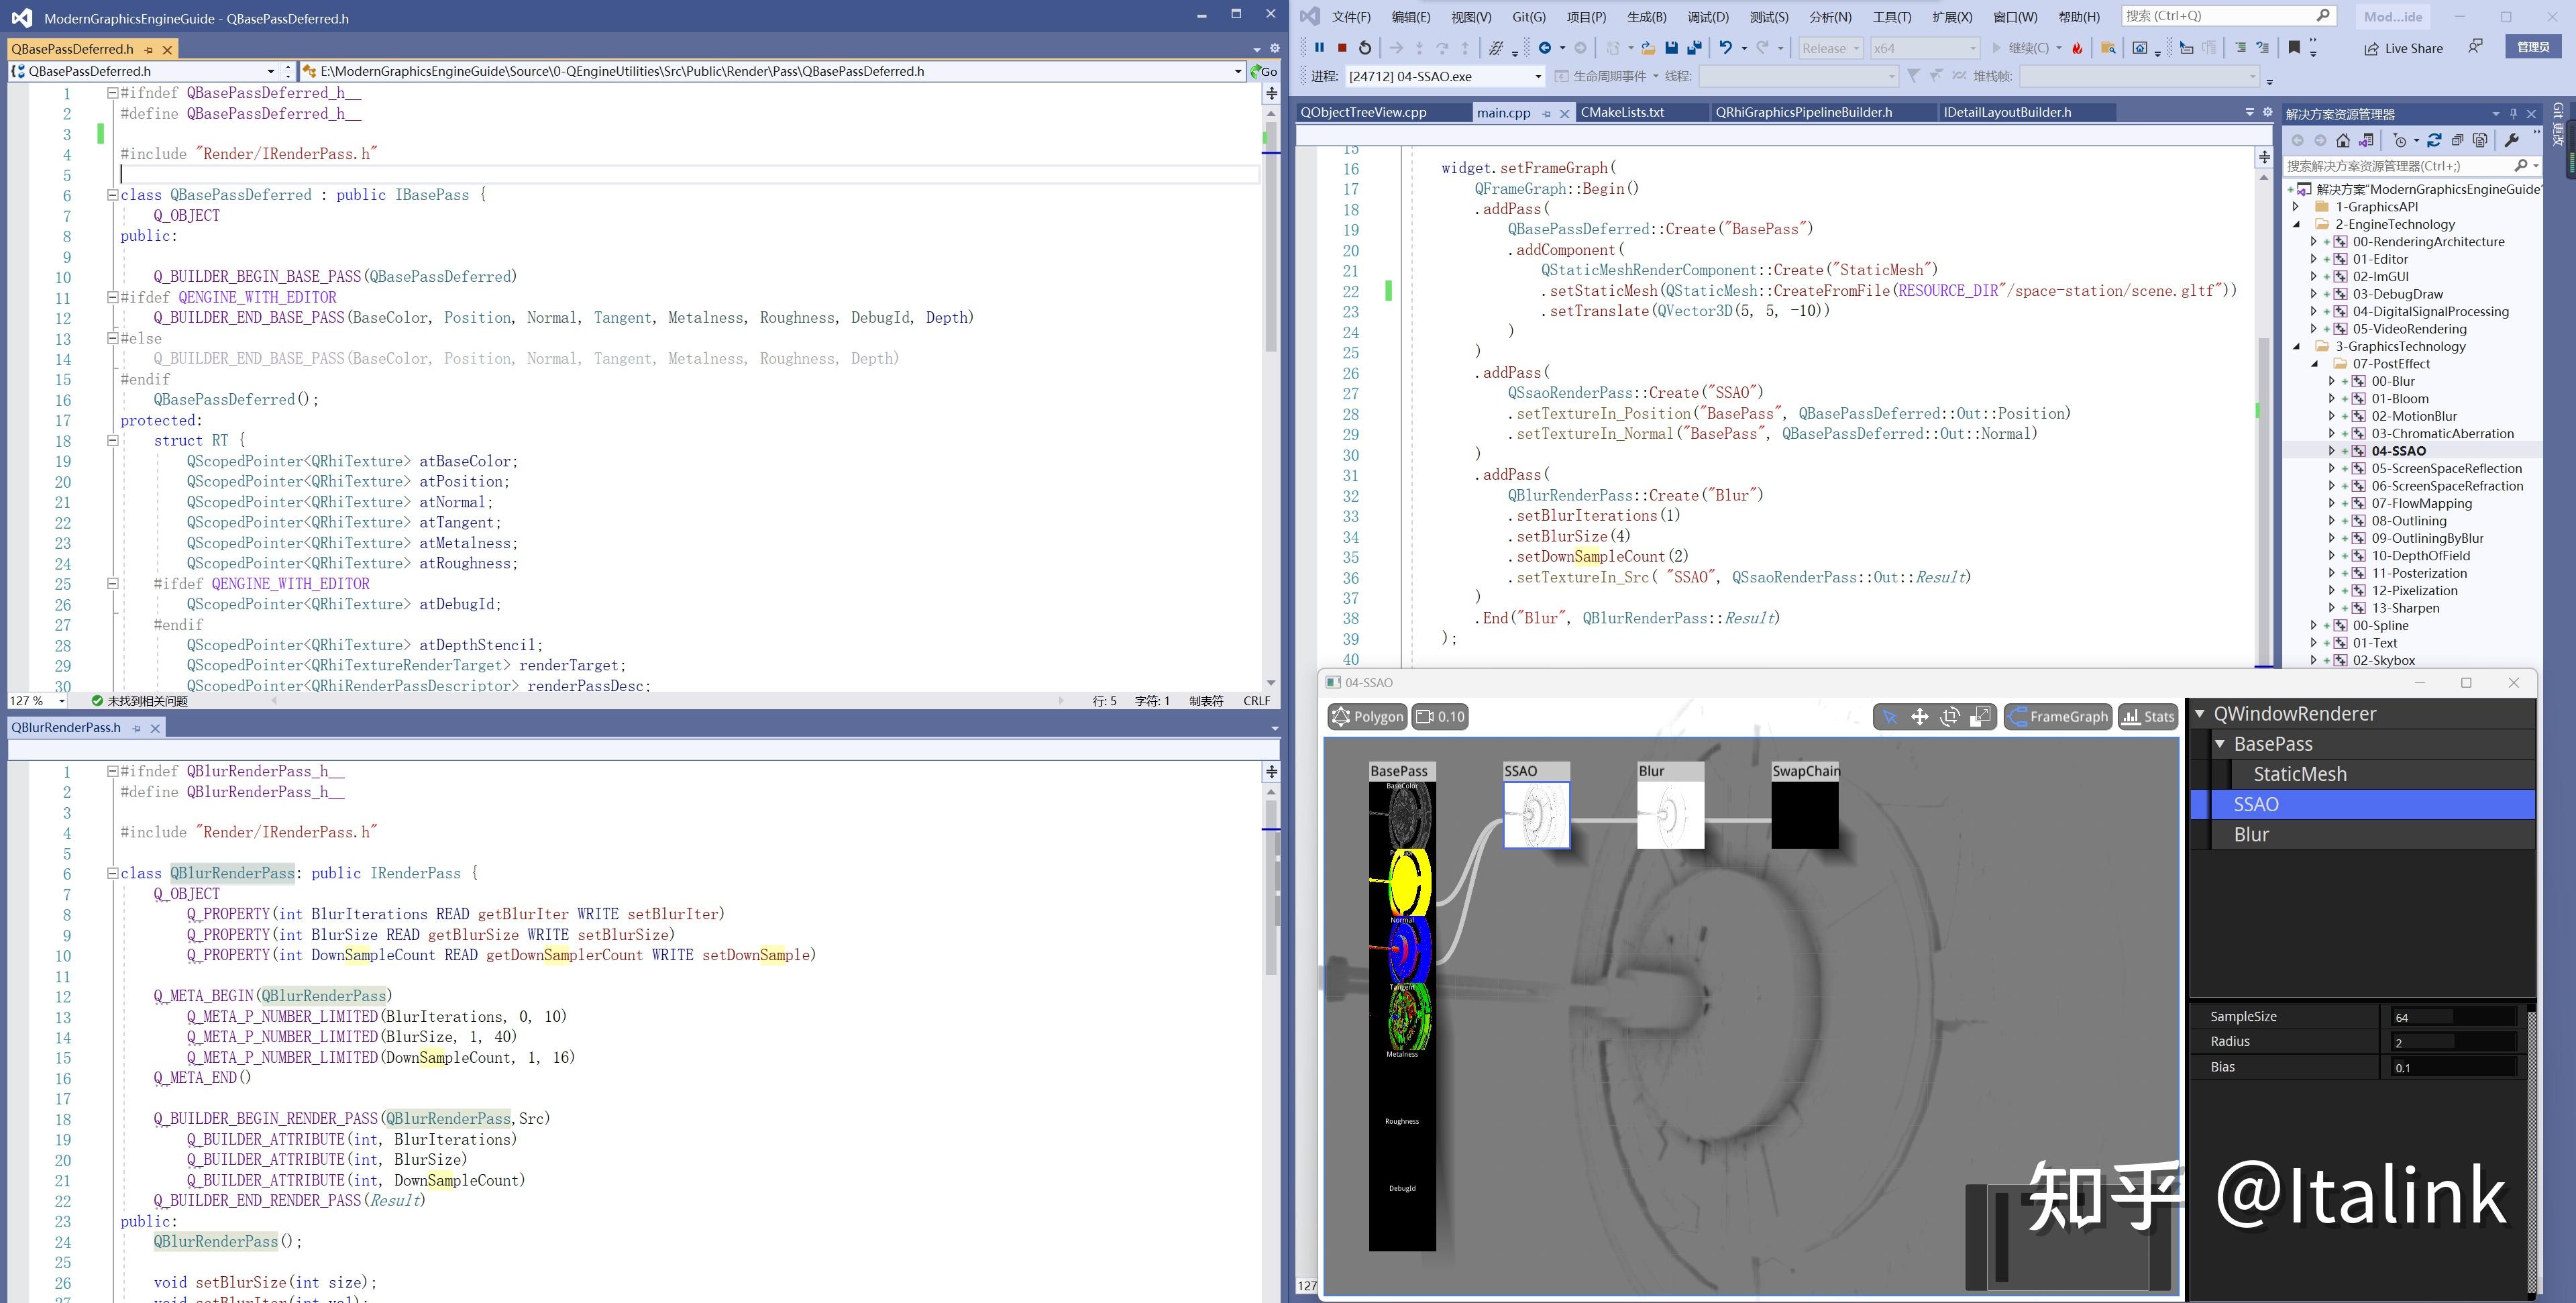 ModernGraphicsEngineGuide - QBasePassDeferred.h
QBasePassDeferred.h
QBasePassDeferred.h
E:\ModernGraphicsEngineGuide\Source\0-QEngineUtilities\Src\Public\Render\Pass\QBasePassDeferred.h
Go
1 #ifndef QBasePassDeferred_h__
2 #define QBasePassDeferred_h__
3
4 #include "Render/IRenderPass.h"
5
6 class QBasePassDeferred : public IBasePass {
7 Q_OBJECT
8 public:
9
10 Q_BUILDER_BEGIN_BASE_PASS(QBasePassDeferred)
11 #ifdef QENGINE_WITH_EDITOR
12 Q_BUILDER_END_BASE_PASS(BaseColor, Position, Normal, Tangent, Metalness, Roughness, DebugId, Depth)
13 #else
14 Q_BUILDER_END_BASE_PASS(BaseColor, Position, Normal, Tangent, Metalness, Roughness, Depth)
15 #endif
16 QBasePassDeferred();
17 protected:
18 struct RT {
19 QScopedPointer<QRhiTexture> atBaseColor;
20 QScopedPointer<QRhiTexture> atPosition;
21 QScopedPointer<QRhiTexture> atNormal;
22 QScopedPointer<QRhiTexture> atTangent;
23 QScopedPointer<QRhiTexture> atMetalness;
24 QScopedPointer<QRhiTexture> atRoughness;
25 #ifdef QENGINE_WITH_EDITOR
26 QScopedPointer<QRhiTexture> atDebugId;
27 #endif
28 QScopedPointer<QRhiTexture> atDepthStencil;
29 QScopedPointer<QRhiTextureRenderTarget> renderTarget;
30 QScopedPointer<QRhiRenderPassDescriptor> renderPassDesc;
127 %
未找到相关问题
行: 5 字符: 1 制表符 CRLF
QBlurRenderPass.h
1 #ifndef QBlurRenderPass_h__
2 #define QBlurRenderPass_h__
3
4 #include "Render/IRenderPass.h"
5
6 class QBlurRenderPass: public IRenderPass {
7 Q_OBJECT
8 Q_PROPERTY(int BlurIterations READ getBlurIter WRITE setBlurIter)
9 Q_PROPERTY(int BlurSize READ getBlurSize WRITE setBlurSize)
10 Q_PROPERTY(int DownSampleCount READ getDownSamplerCount WRITE setDownSample)
11
12 Q_META_BEGIN(QBlurRenderPass)
13 Q_META_P_NUMBER_LIMITED(BlurIterations, 0, 10)
14 Q_META_P_NUMBER_LIMITED(BlurSize, 1, 40)
15 Q_META_P_NUMBER_LIMITED(DownSampleCount, 1, 16)
16 Q_META_END()
17
18 Q_BUILDER_BEGIN_RENDER_PASS(QBlurRenderPass,Src)
19 Q_BUILDER_ATTRIBUTE(int, BlurIterations)
20 Q_BUILDER_ATTRIBUTE(int, BlurSize)
21 Q_BUILDER_ATTRIBUTE(int, DownSampleCount)
22 Q_BUILDER_END_RENDER_PASS(Result)
23 public:
24 QBlurRenderPass();
25
26 void setBlurSize(int size);
27 void setBlurIter(int val);
文件(F) 编辑(E) 视图(V) Git(G) 项目(P) 生成(B) 调试(D) 测试(S) 分析(N) 工具(T) 扩展(X) 窗口(W) 帮助(H)
搜索 (Ctrl+Q)
Mod...ide
Release
x64
继续(C)
Live Share
管理员
进程: [24712] 04-SSAO.exe
生命周期事件
线程:
堆栈帧:
QObjectTreeView.cpp
main.cpp
CMakeLists.txt
QRhiGraphicsPipelineBuilder.h
IDetailLayoutBuilder.h
15
16 widget.setFrameGraph(
17 QFrameGraph::Begin()
18 .addPass(
19 QBasePassDeferred::Create("BasePass")
20 .addComponent(
21 QStaticMeshRenderComponent::Create("StaticMesh")
22 .setStaticMesh(QStaticMesh::CreateFromFile(RESOURCE_DIR"/space-station/scene.gltf"))
23 .setTranslate(QVector3D(5, 5, -10))
24 )
25 )
26 .addPass(
27 QSsaoRenderPass::Create("SSAO")
28 .setTextureIn_Position("BasePass", QBasePassDeferred::Out::Position)
29 .setTextureIn_Normal("BasePass", QBasePassDeferred::Out::Normal)
30 )
31 .addPass(
32 QBlurRenderPass::Create("Blur")
33 .setBlurIterations(1)
34 .setBlurSize(4)
35 .setDownSampleCount(2)
36 .setTextureIn_Src( "SSAO", QSsaoRenderPass::Out::Result)
37 )
38 .End("Blur", QBlurRenderPass::Result)
39 );
40
127
解决方案资源管理器
搜索解决方案资源管理器(Ctrl+;)
解决方案"ModernGraphicsEngineGuide"
1-GraphicsAPI
2-EngineTechnology
00-RenderingArchitecture
01-Editor
02-ImGUI
03-DebugDraw
04-DigitalSignalProcessing
05-VideoRendering
3-GraphicsTechnology
07-PostEffect
00-Blur
01-Bloom
02-MotionBlur
03-ChromaticAberration
04-SSAO
05-ScreenSpaceReflection
06-ScreenSpaceRefraction
07-FlowMapping
08-Outlining
09-OutliningByBlur
10-DepthOfField
11-Posterization
12-Pixelization
13-Sharpen
00-Spline
01-Text
02-Skybox
Git 更改
04-SSAO
Polygon
0.10
FrameGraph
Stats
BasePass
BaseColor
Normal
Tangent
Metalness
Roughness
DebugId
SSAO
Blur
SwapChain
QWindowRenderer
BasePass
StaticMesh
SSAO
Blur
SampleSize 64
Radius 2
Bias 0.1
知乎 @Italink